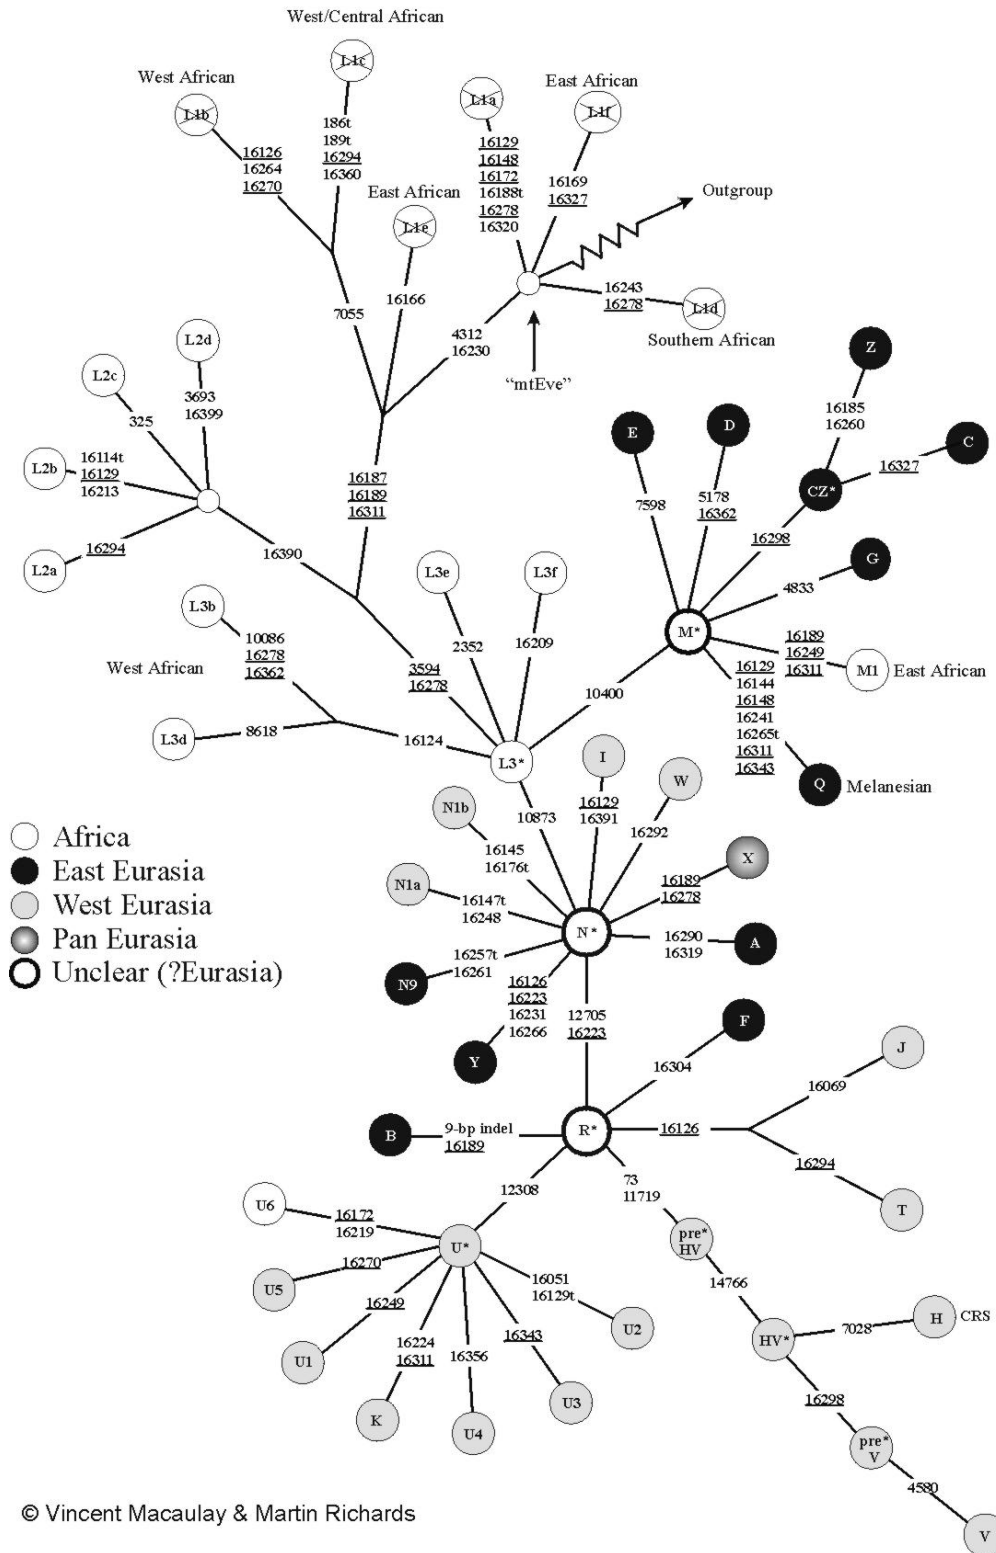 West/Central African
L1c
West African
L1b
L1a
East African
L1f
186t
189t
16294
16360
16126
16264
16270
16129
16148
16172
16188t
16278
16320
16169
16327
Outgroup
East African
L1e
16166
7055
4312
16230
16243
16278
L1d
Southern African
“mtEve”
L2d
L2c
3693
16399
325
L2b
16114t
16129
16213
L2a
16294
16390
16187
16189
16311
Z
16185
16260
E
D
C
16327
CZ*
7598
5178
16362
16298
G
4833
M*
16189
16249
16311
M1
East African
16129
16144
16148
16241
16265t
16311
16343
Q
Melanesian
L3b
10086
16278
16362
West African
L3e
L3f
2352
16209
3594
16278
10400
L3d
8618
16124
L3*
10873
I
16129
16391
W
16292
N1b
16145
16176t
X
16189
16278
N1a
16147t
16248
N*
16290
16319
A
16257t
16261
N9
16126
16223
16231
16266
Y
12705
16223
Africa
East Eurasia
West Eurasia
Pan Eurasia
Unclear (?Eurasia)
F
16304
J
16069
B
9-bp indel
16189
R*
16126
16294
T
12308
73
11719
U6
16172
16219
U*
pre*
HV
U5
16270
16051
16129t
U2
14766
16249
U1
16224
16311
K
16356
U4
16343
U3
HV*
7028
H
CRS
16298
pre*
V
4580
V
© Vincent Macaulay & Martin Richards